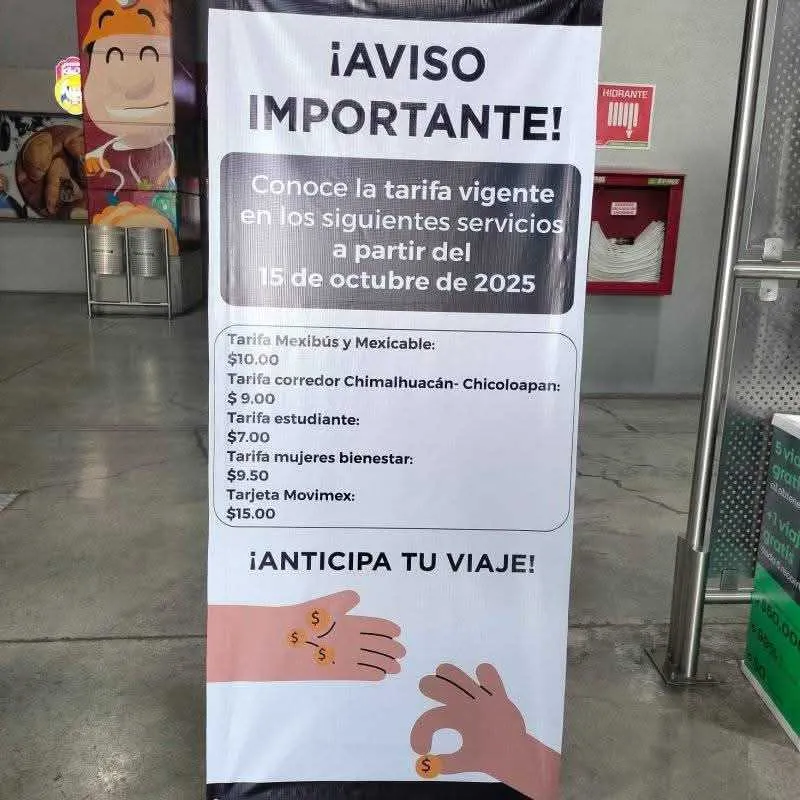 ¡AVISO
IMPORTANTE!
Conoce la tarifa vigente
en los siguientes servicios
a partir del
15 de octubre de 2025
Tarifa Mexibús y Mexicable:
$10.00
Tarifa corredor Chimalhuacán- Chicoloapan:
$ 9.00
Tarifa estudiante:
$7.00
Tarifa mujeres bienestar:
$9.50
Tarjeta Movimex:
$15.00
¡ANTICIPA TU VIAJE!
$
$
$
$
HIDRANTE